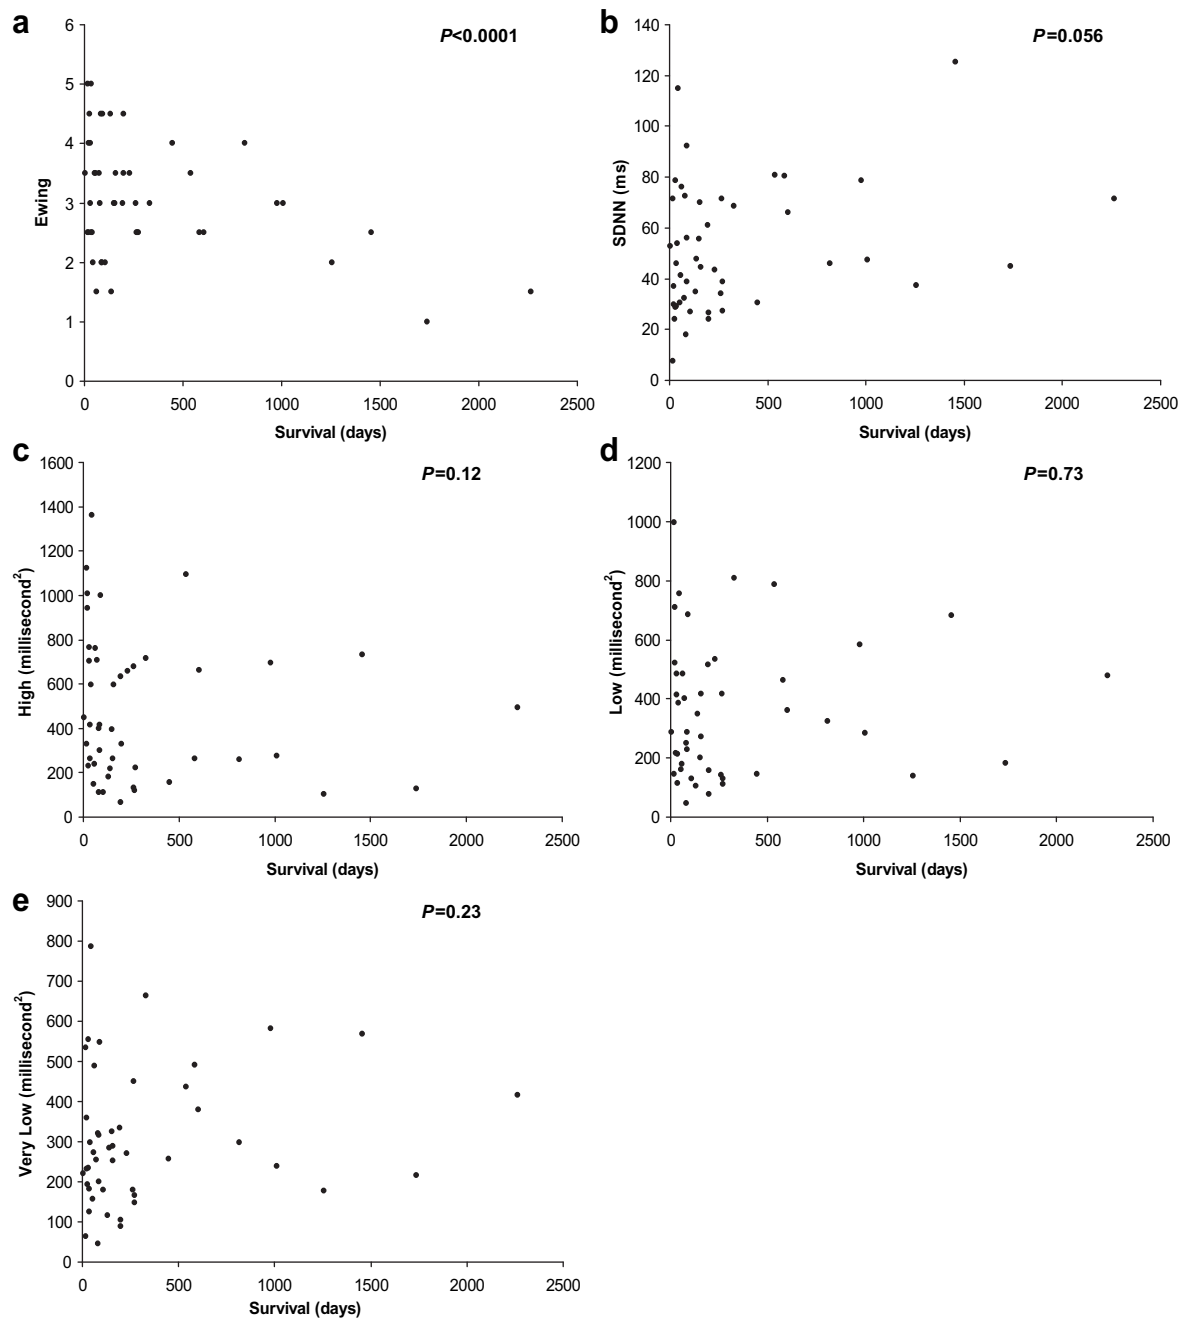 a
P<0.0001
6
5
4
3
2
1
0
Ewing
0 500 1000 1500 2000 2500
Survival (days)
b
P=0.056
140
120
100
80
60
40
20
0
SDNN (ms)
0 500 1000 1500 2000 2500
Survival (days)
c
P=0.12
1600
1400
1200
1000
800
600
400
200
0
High (millisecond²)
0 500 1000 1500 2000 2500
Survival (days)
d
P=0.73
1200
1000
800
600
400
200
0
Low (millisecond²)
0 500 1000 1500 2000 2500
Survival (days)
e
P=0.23
900
800
700
600
500
400
300
200
100
0
Very Low (millisecond²)
0 500 1000 1500 2000 2500
Survival (days)